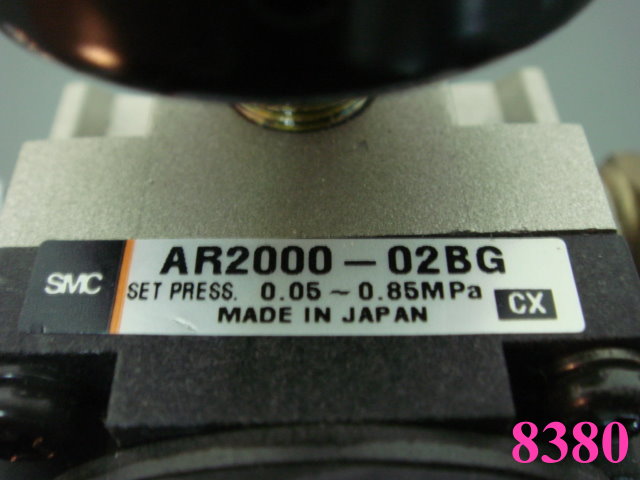 SMC
AR2000-02BG
SET PRESS. 0.05~0.85MPa
CX
MADE IN JAPAN
8380